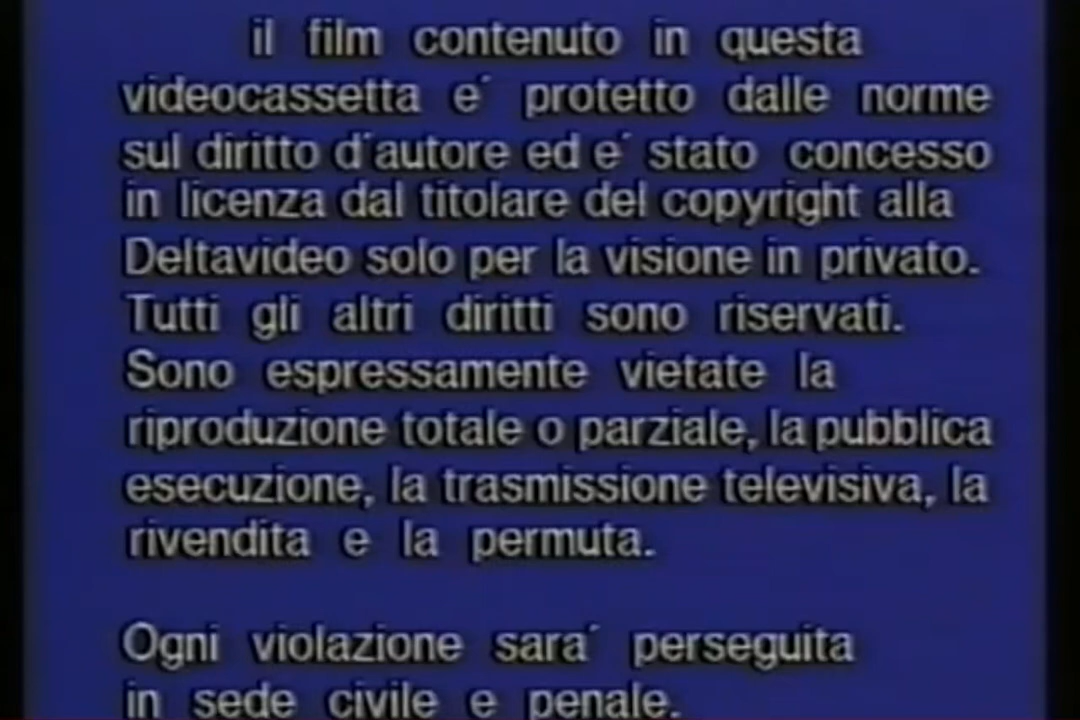 il film contenuto in questa
videocassetta e´ protetto dalle norme
sul diritto d´autore ed e´ stato concesso
in licenza dal titolare del copyright alla
Deltavideo solo per la visione in privato.
Tutti gli altri diritti sono riservati.
Sono espressamente vietate la
riproduzione totale o parziale, la pubblica
esecuzione, la trasmissione televisiva, la
rivendita e la permuta.
Ogni violazione sara´ perseguita
in sede civile e penale.